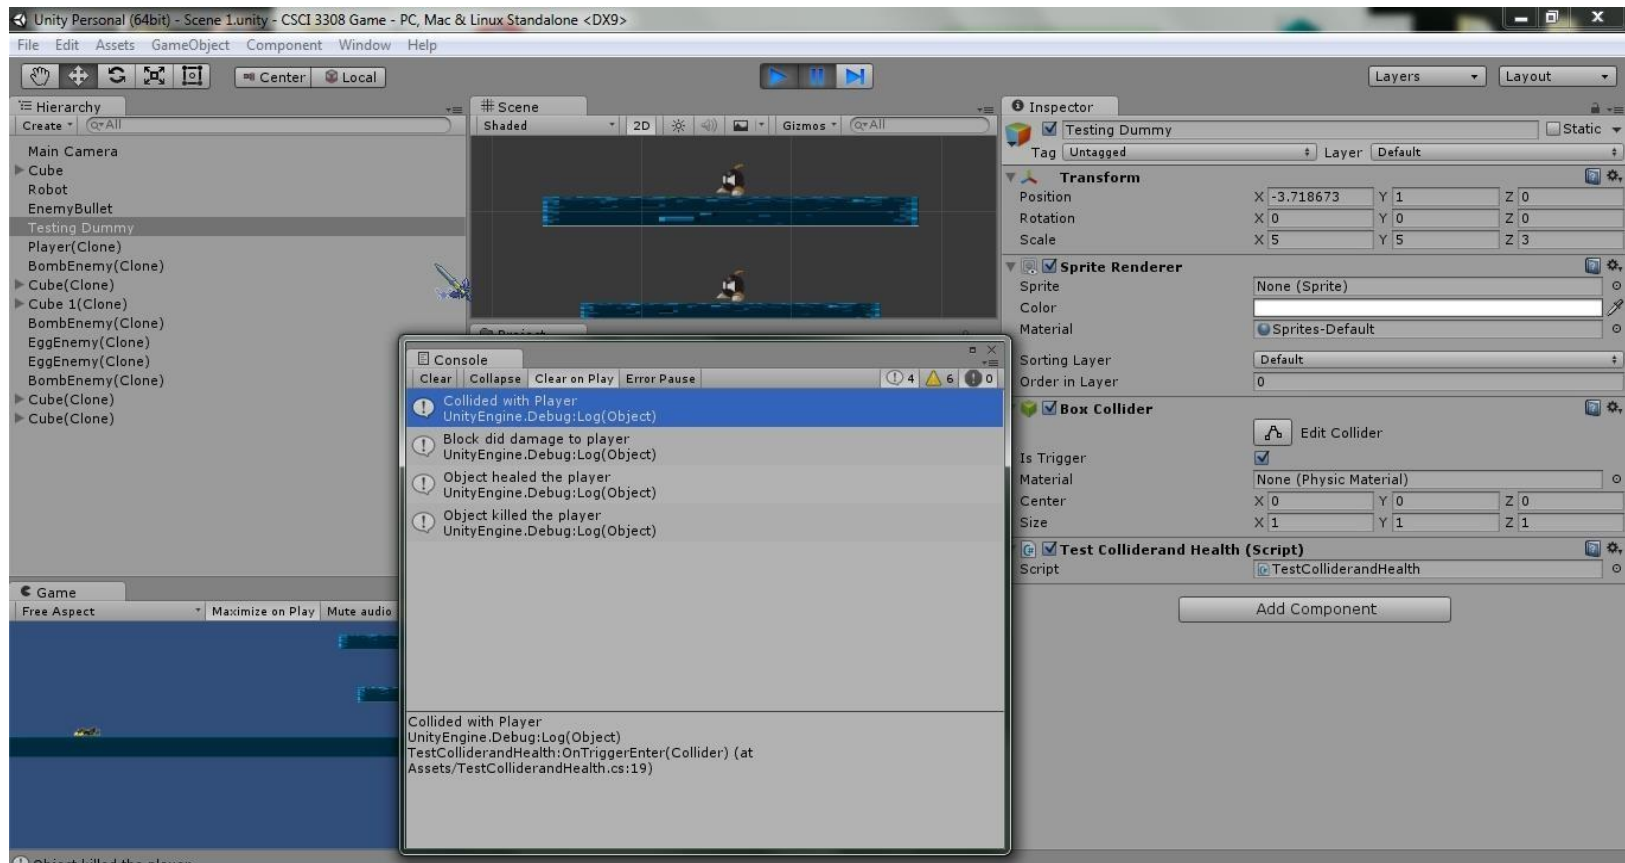 Unity Personal (64bit) - Scene 1.unity - CSCI 3308 Game - PC, Mac & Linux Standalone <DX9>
File Edit Assets GameObject Component Window Help
Center Local Layers Layout
Hierarchy
Create All
Main Camera
Cube
Robot
EnemyBullet
Testing Dummy
Player(Clone)
BombEnemy(Clone)
Cube(Clone)
Cube 1(Clone)
BombEnemy(Clone)
EggEnemy(Clone)
EggEnemy(Clone)
BombEnemy(Clone)
Cube(Clone)
Cube(Clone)
Scene
Shaded 2D Gizmos All
Project
Console
Clear Collapse Clear on Play Error Pause 4 6 0
Collided with Player
UnityEngine.Debug:Log(Object)
Block did damage to player
UnityEngine.Debug:Log(Object)
Object healed the player
UnityEngine.Debug:Log(Object)
Object killed the player
UnityEngine.Debug:Log(Object)
Collided with Player
UnityEngine.Debug:Log(Object)
TestColliderandHealth:OnTriggerEnter(Collider) (at
Assets/TestColliderandHealth.cs:19)
Game
Free Aspect Maximize on Play Mute audio
Object killed the player
Inspector
Testing Dummy Static
Tag Untagged Layer Default
Transform
Position X -3.718673 Y 1 Z 0
Rotation X 0 Y 0 Z 0
Scale X 5 Y 5 Z 3
Sprite Renderer
Sprite None (Sprite)
Color
Material Sprites-Default
Sorting Layer Default
Order in Layer 0
Box Collider
Edit Collider
Is Trigger
Material None (Physic Material)
Center X 0 Y 0 Z 0
Size X 1 Y 1 Z 1
Test Colliderand Health (Script)
Script TestColliderandHealth
Add Component